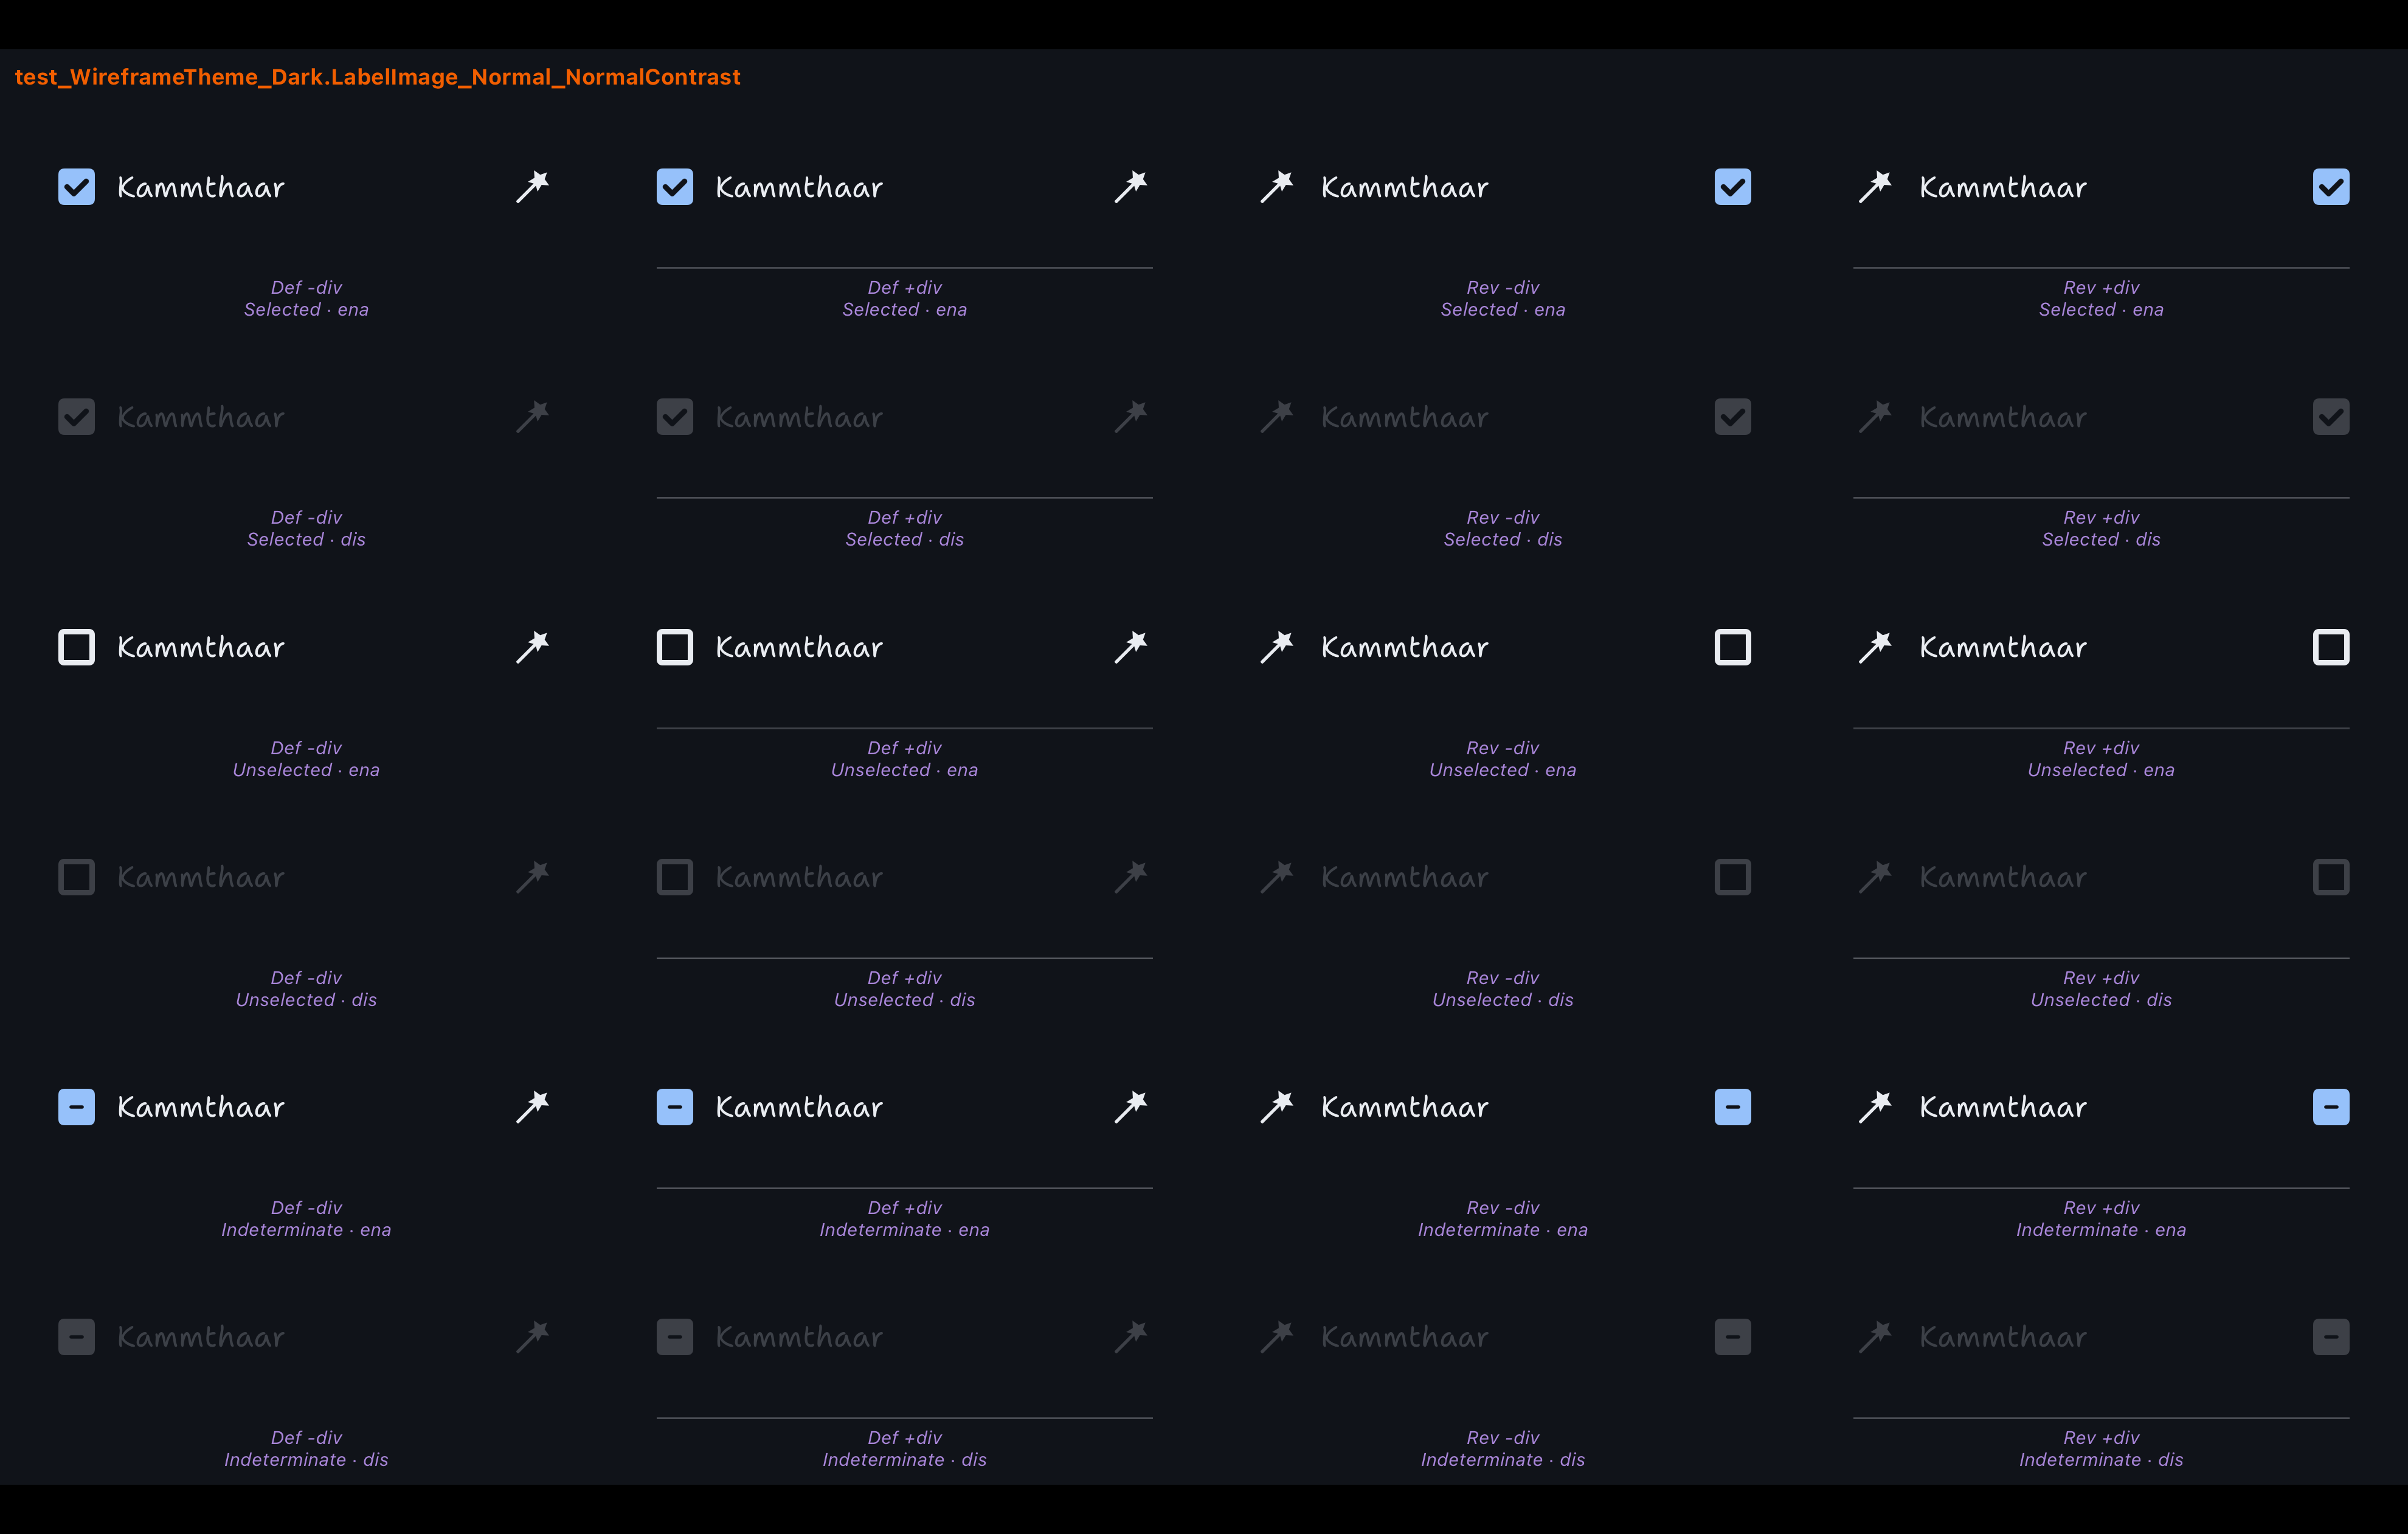 test_WireframeTheme_Dark.LabelImage_Normal_NormalContrast
Kammthaar
Kammthaar
Kammthaar
Kammthaar
Def -div
Selected · ena
Def +div
Selected · ena
Rev -div
Selected · ena
Rev +div
Selected · ena
Kammthaar
Kammthaar
Kammthaar
Kammthaar
Def -div
Selected · dis
Def +div
Selected · dis
Rev -div
Selected · dis
Rev +div
Selected · dis
Kammthaar
Kammthaar
Kammthaar
Kammthaar
Def -div
Unselected · ena
Def +div
Unselected · ena
Rev -div
Unselected · ena
Rev +div
Unselected · ena
Kammthaar
Kammthaar
Kammthaar
Kammthaar
Def -div
Unselected · dis
Def +div
Unselected · dis
Rev -div
Unselected · dis
Rev +div
Unselected · dis
Kammthaar
Kammthaar
Kammthaar
Kammthaar
Def -div
Indeterminate · ena
Def +div
Indeterminate · ena
Rev -div
Indeterminate · ena
Rev +div
Indeterminate · ena
Kammthaar
Kammthaar
Kammthaar
Kammthaar
Def -div
Indeterminate · dis
Def +div
Indeterminate · dis
Rev -div
Indeterminate · dis
Rev +div
Indeterminate · dis